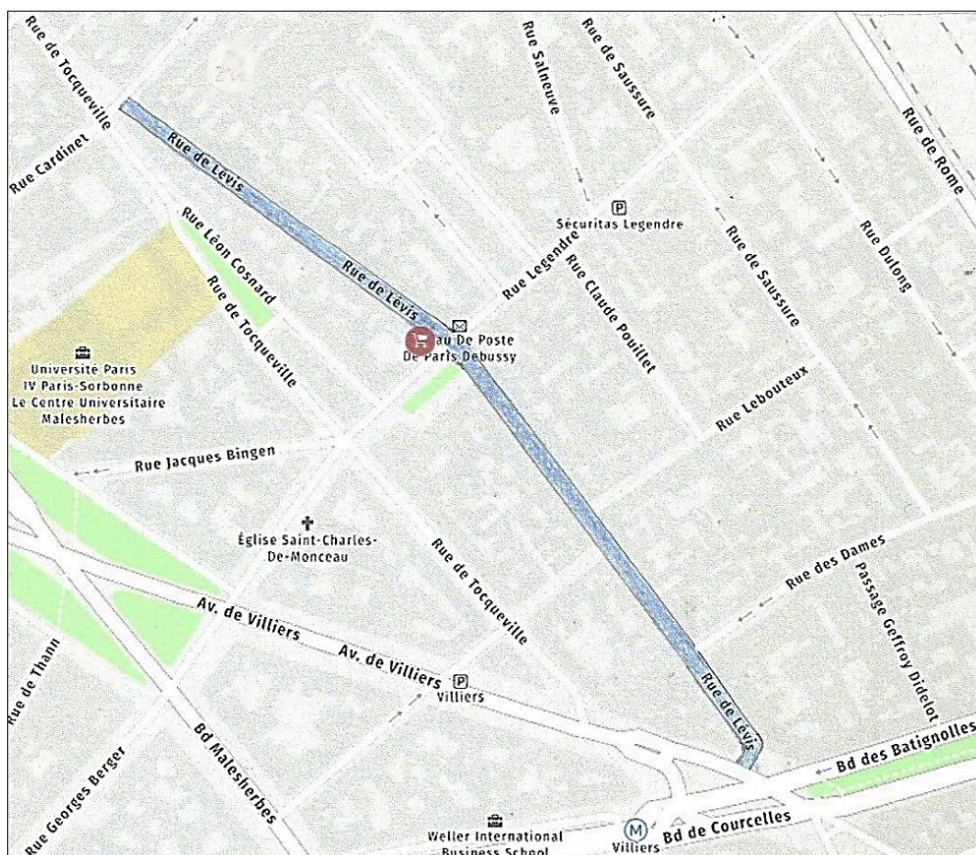 Rue de Tocqueville
Rue Cardinet
Rue de Lévis
Rue Salneuve
Rue de Saussure
Rue de Rome
Sécuritas Legendre
Rue Legendre
Rue Dulong
Rue de Saussure
Rue Claude Pouillet
Rue Léon Cosnard
Rue de Tocqueville
Rue de Lévis
au De Poste
De Paris Debussy
Université Paris
IV Paris-Sorbonne
Le Centre Universitaire
Malesherbes
Rue Lebouteux
Rue Jacques Bingen
Église Saint-Charles-
De-Monceau
Rue de Tocqueville
Rue des Dames
Passage Geffroy Didelot
Av. de Villiers
Av. de Villiers
P
Villiers
Rue de Thann
Rue de Lévis
Bd Malesherbes
Rue Georges Berger
Bd des Batignolles
Weller International
Business School
M
Villiers
Bd de Courcelles
P